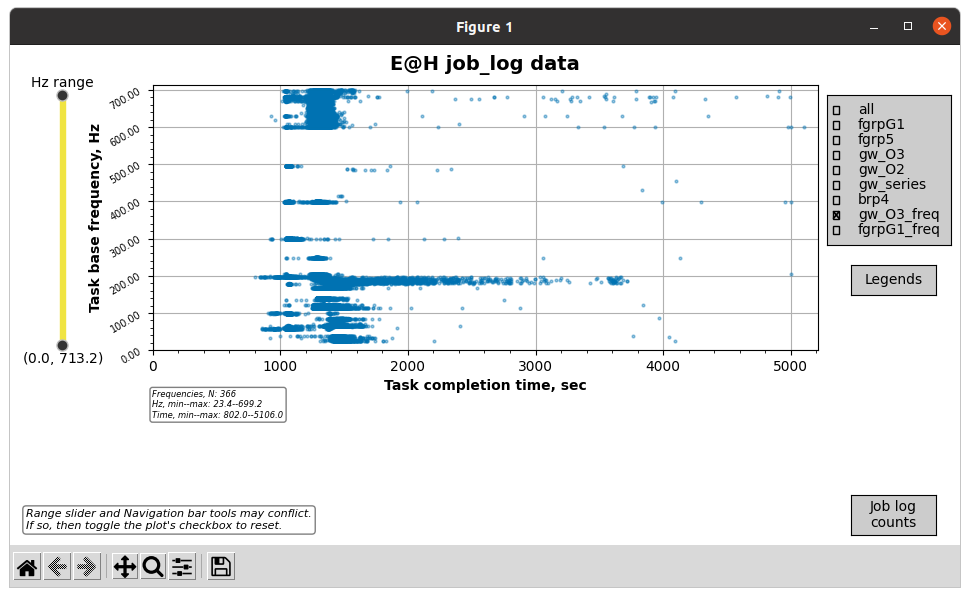 Figure 1
E@H job_log data
Hz range
(0.0, 713.2)
Task base frequency, Hz
700.00
600.00
500.00
400.00
300.00
200.00
100.00
0.00
0 1000 2000 3000 4000 5000
Task completion time, sec
all
fgrpG1
fgrp5
gw_O3
gw_O2
gw_series
brp4
gw_O3_freq
fgrpG1_freq
Legends
Frequencies, N: 366
Hz, min--max: 23.4--699.2
Time, min--max: 802.0--5106.0
Range slider and Navigation bar tools may conflict.
If so, then toggle the plot's checkbox to reset.
Job log
counts